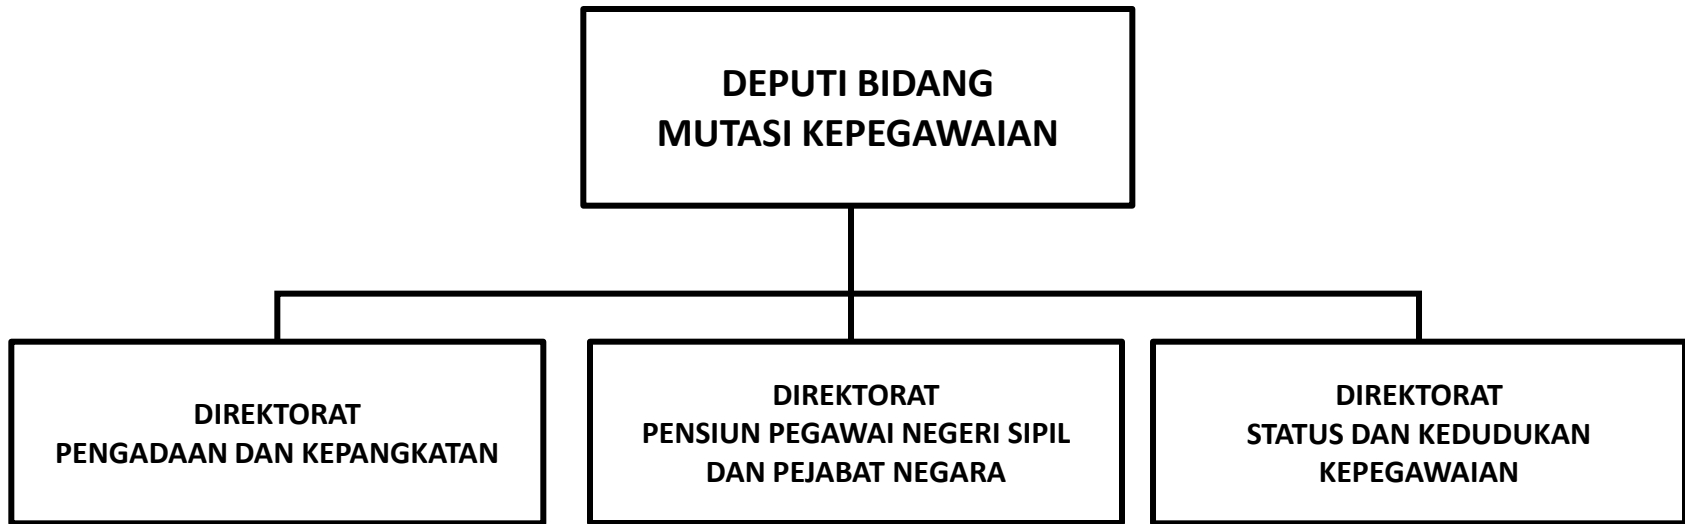 DEPUTI BIDANG
MUTASI KEPEGAWAIAN
DIREKTORAT
PENGADAAN DAN KEPANGKATAN
DIREKTORAT
PENSIUN PEGAWAI NEGERI SIPIL
DAN PEJABAT NEGARA
DIREKTORAT
STATUS DAN KEDUDUKAN
KEPEGAWAIAN